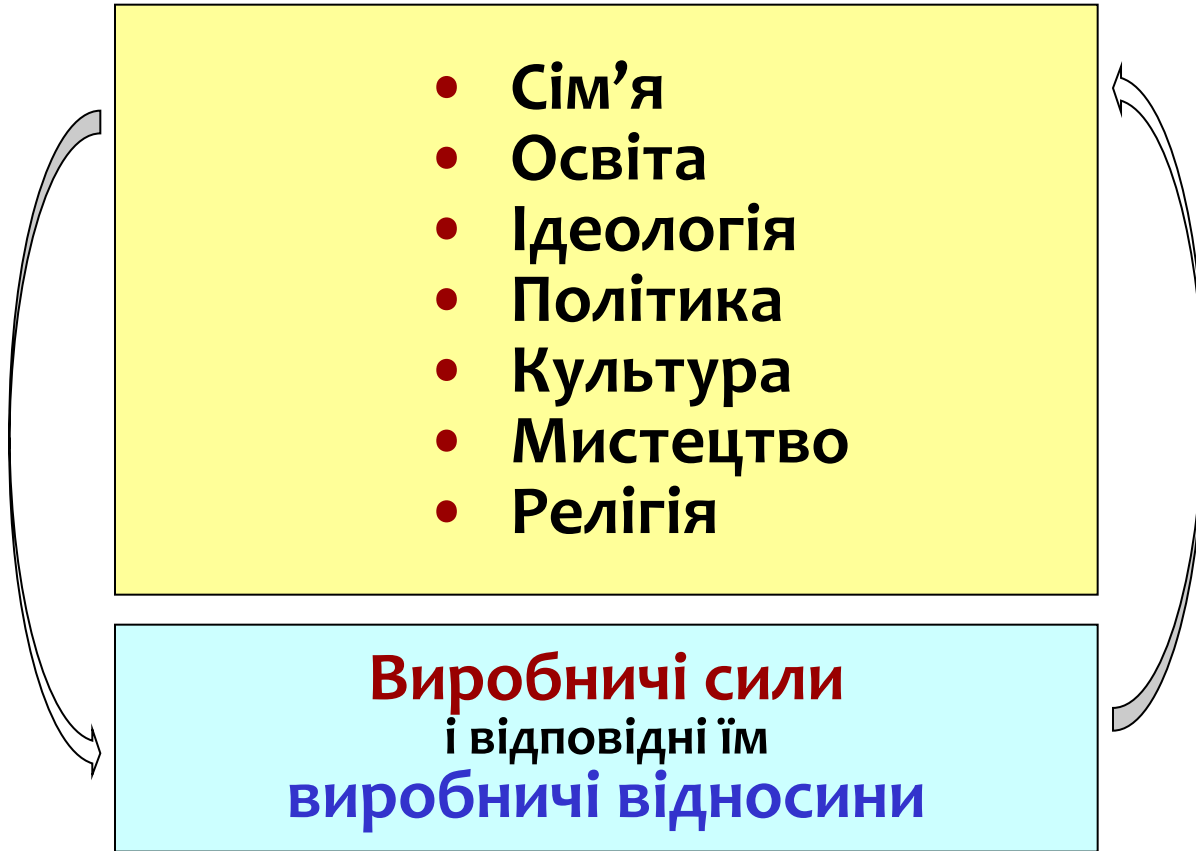 • Сім’я
• Освіта
• Ідеологія
• Політика
• Культура
• Мистецтво
• Релігія
Виробничі сили
і відповідні їм
виробничі відносини